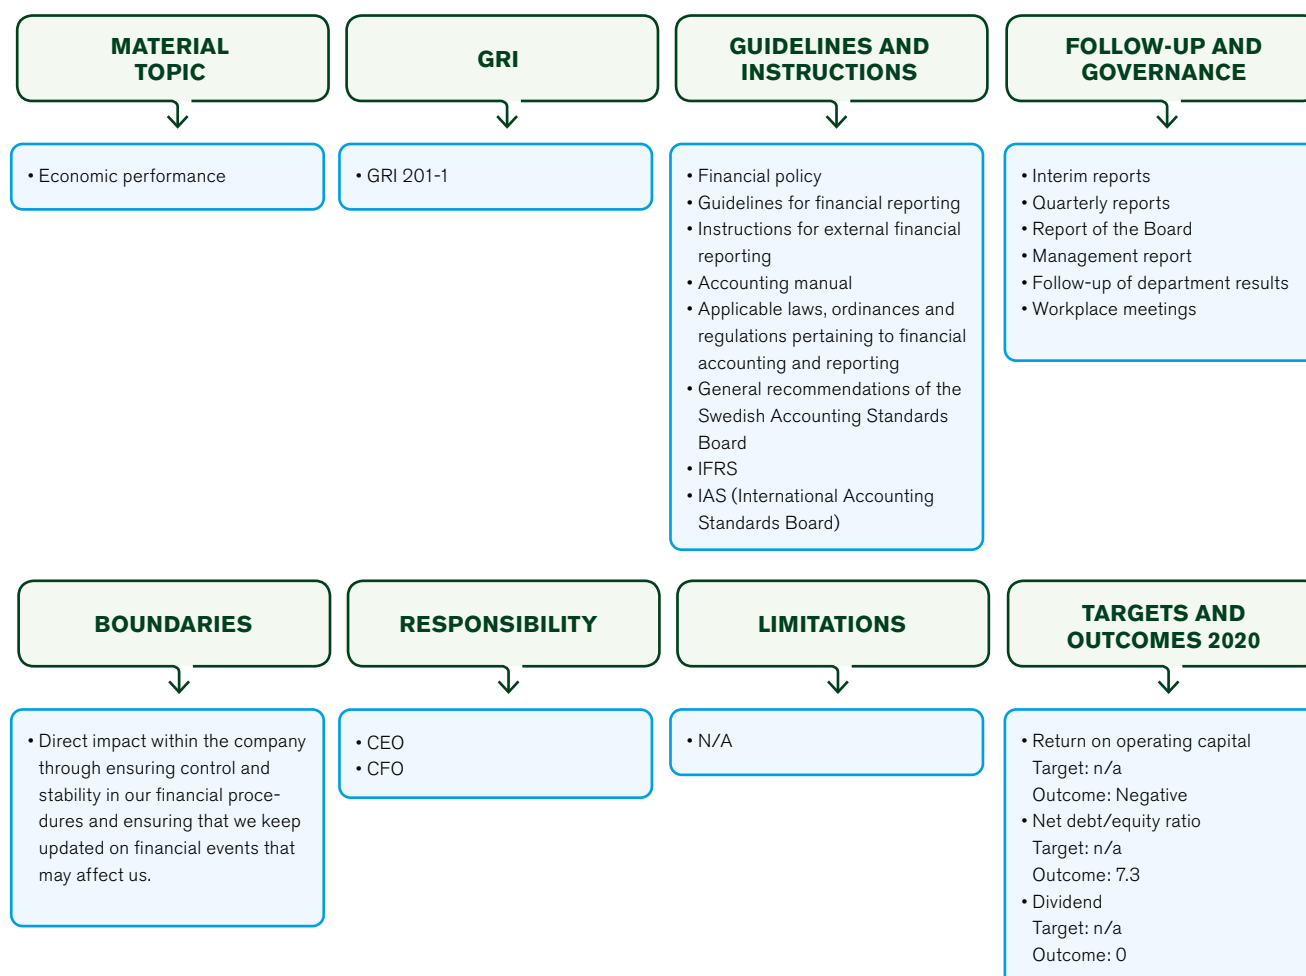 MATERIAL
TOPIC
• Economic performance
GRI
• GRI 201-1
GUIDELINES AND
INSTRUCTIONS
• Financial policy
• Guidelines for financial reporting
• Instructions for external financial
reporting
• Accounting manual
• Applicable laws, ordinances and
regulations pertaining to financial
accounting and reporting
• General recommendations of the
Swedish Accounting Standards
Board
• IFRS
• IAS (International Accounting
Standards Board)
FOLLOW-UP AND
GOVERNANCE
• Interim reports
• Quarterly reports
• Report of the Board
• Management report
• Follow-up of department results
• Workplace meetings
BOUNDARIES
• Direct impact within the company
through ensuring control and
stability in our financial proce-
dures and ensuring that we keep
updated on financial events that
may affect us.
RESPONSIBILITY
• CEO
• CFO
LIMITATIONS
• N/A
TARGETS AND
OUTCOMES 2020
• Return on operating capital
Target: n/a
Outcome: Negative
• Net debt/equity ratio
Target: n/a
Outcome: 7.3
• Dividend
Target: n/a
Outcome: 0